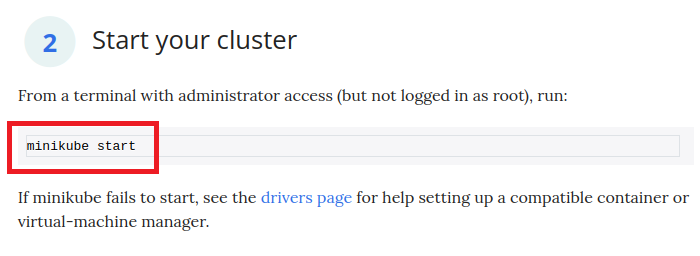 2 Start your cluster
From a terminal with administrator access (but not logged in as root), run:
minikube start
If minikube fails to start, see the drivers page for help setting up a compatible container or
virtual-machine manager.